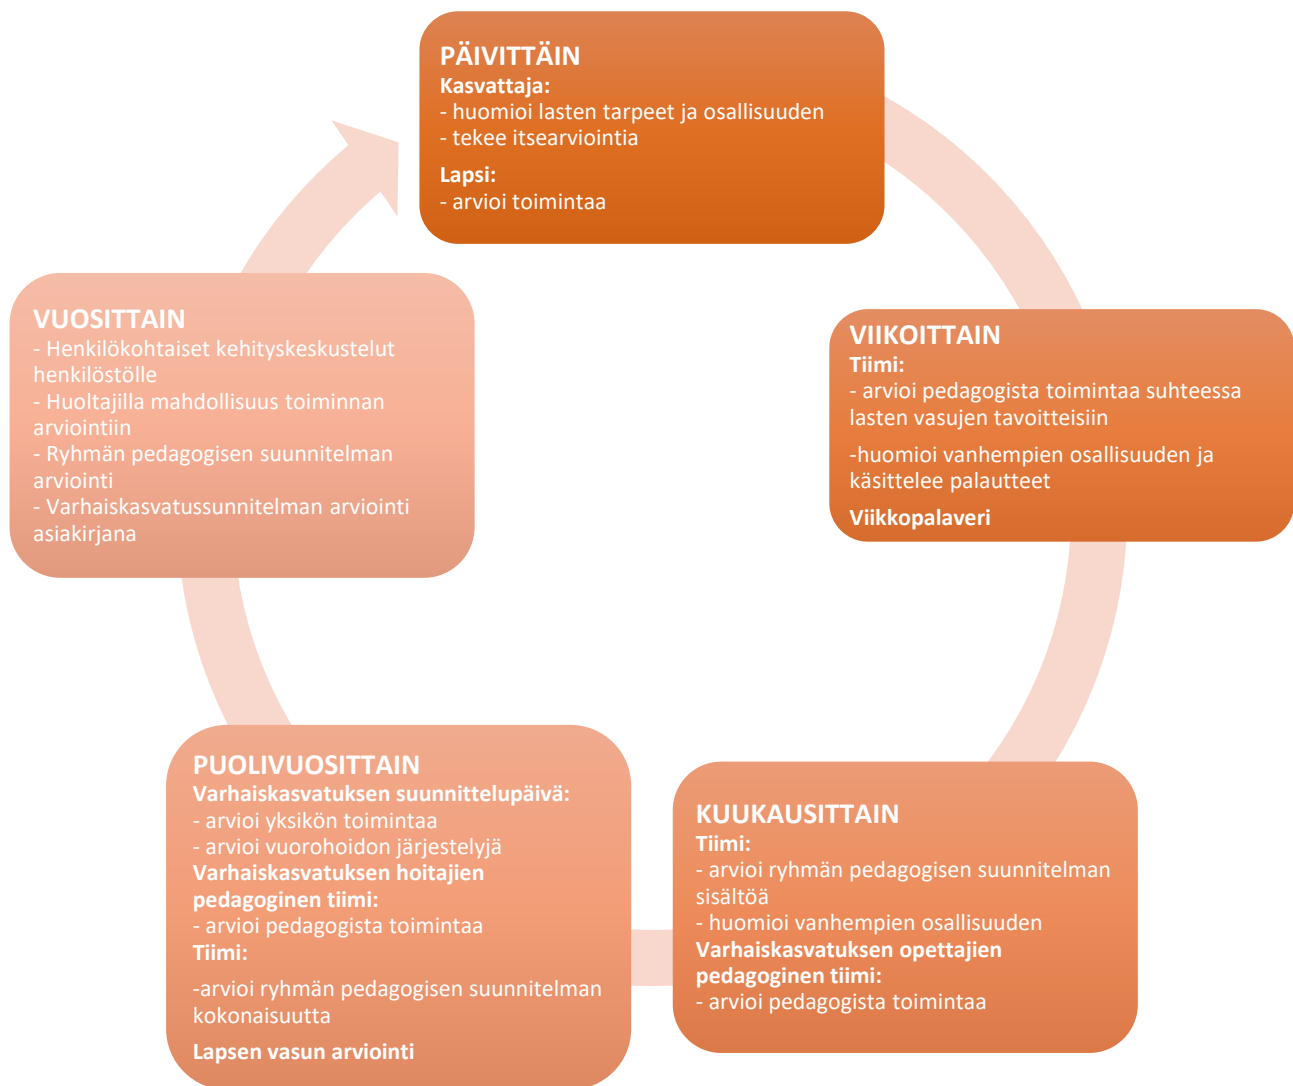 PÄIVITTÄIN
Kasvattaja:
- huomioi lasten tarpeet ja osallisuuden
- tekee itsearviointia
Lapsi:
- arvioi toimintaa
VIIKOITTAIN
Tiimi:
- arvioi pedagogista toimintaa suhteessa
lasten vasujen tavoitteisiin
-huomioi vanhempien osallisuuden ja
käsittelee palautteet
Viikkopalaveri
KUUKAUSITTAIN
Tiimi:
- arvioi ryhmän pedagogisen suunnitelman
sisältöä
- huomioi vanhempien osallisuuden
Varhaiskasvatuksen opettajien
pedagoginen tiimi:
- arvioi pedagogista toimintaa
PUOLIVUOSITTAIN
Varhaiskasvatuksen suunnittelupäivä:
- arvioi yksikön toimintaa
- arvioi vuorohoidon järjestelyjä
Varhaiskasvatuksen hoitajien
pedagoginen tiimi:
- arvioi pedagogista toimintaa
Tiimi:
-arvioi ryhmän pedagogisen suunnitelman
kokonaisuutta
Lapsen vasun arviointi
VUOSITTAIN
- Henkilökohtaiset kehityskeskustelut
henkilöstölle
- Huoltajilla mahdollisuus toiminnan
arviointiin
- Ryhmän pedagogisen suunnitelman
arviointi
- Varhaiskasvatussunnitelman arviointi
asiakirjana